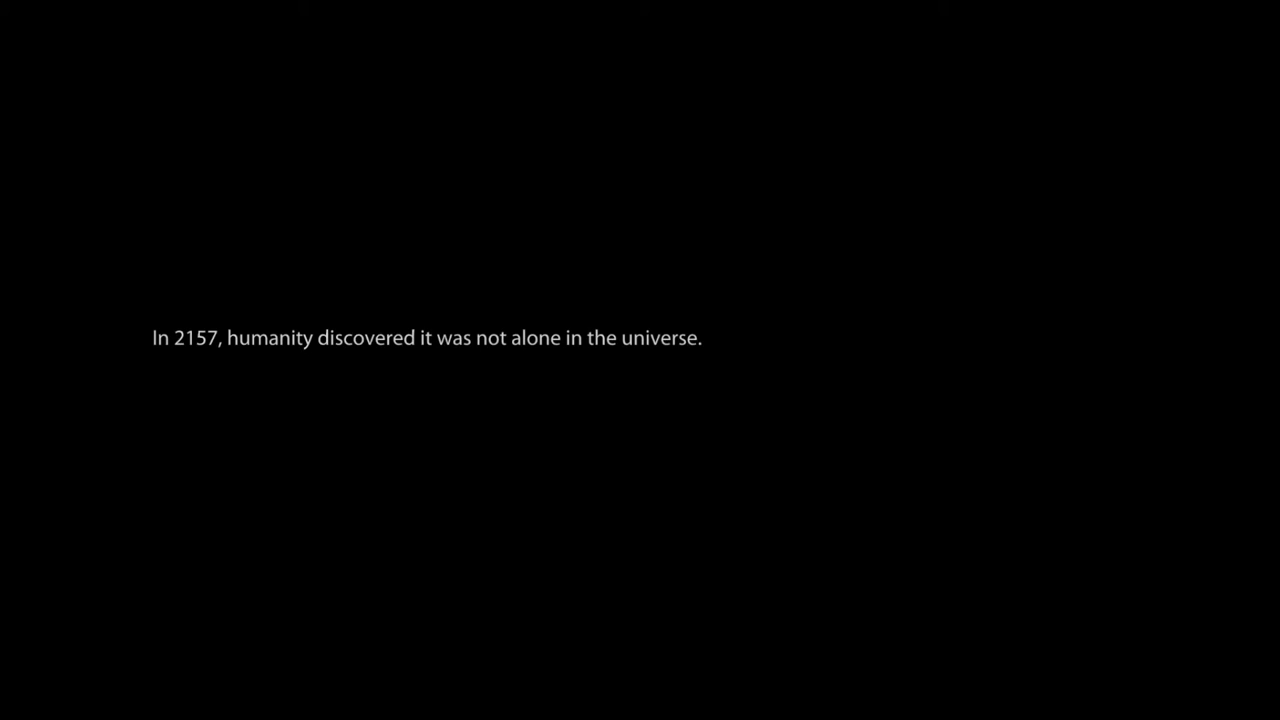 In 2157, humanity discovered it was not alone in the universe.